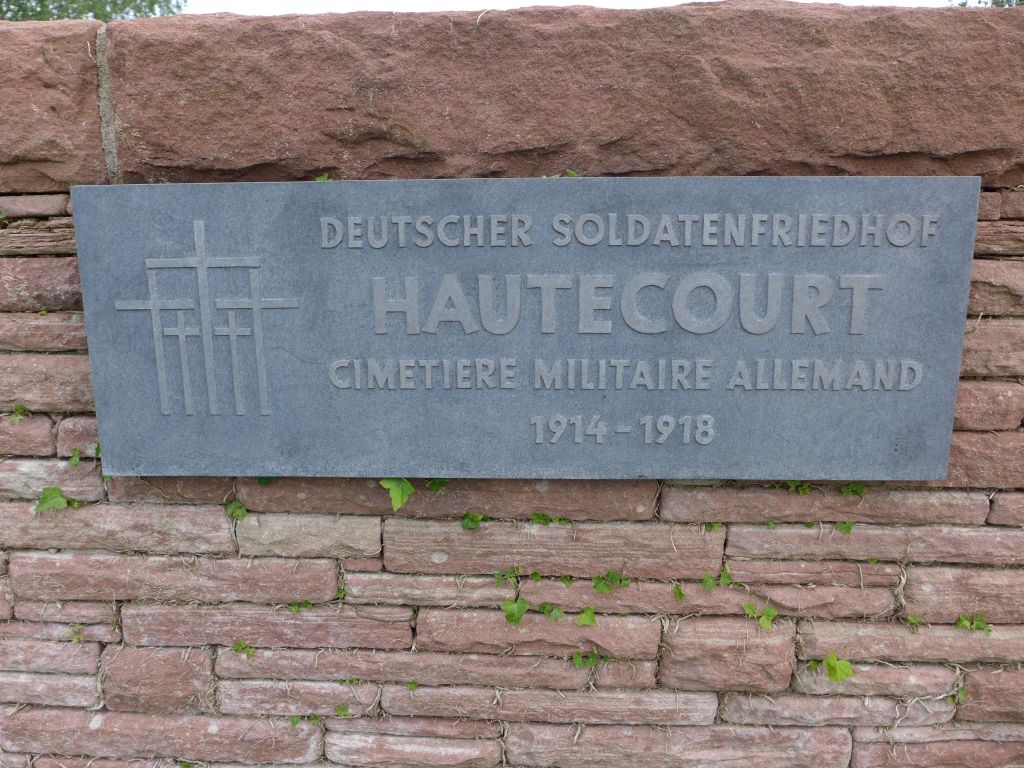 DEUTSCHER SOLDATENFRIEDHOF
HAUTECOURT
CIMETIERE MILITAIRE ALLEMAND
1914 - 1918